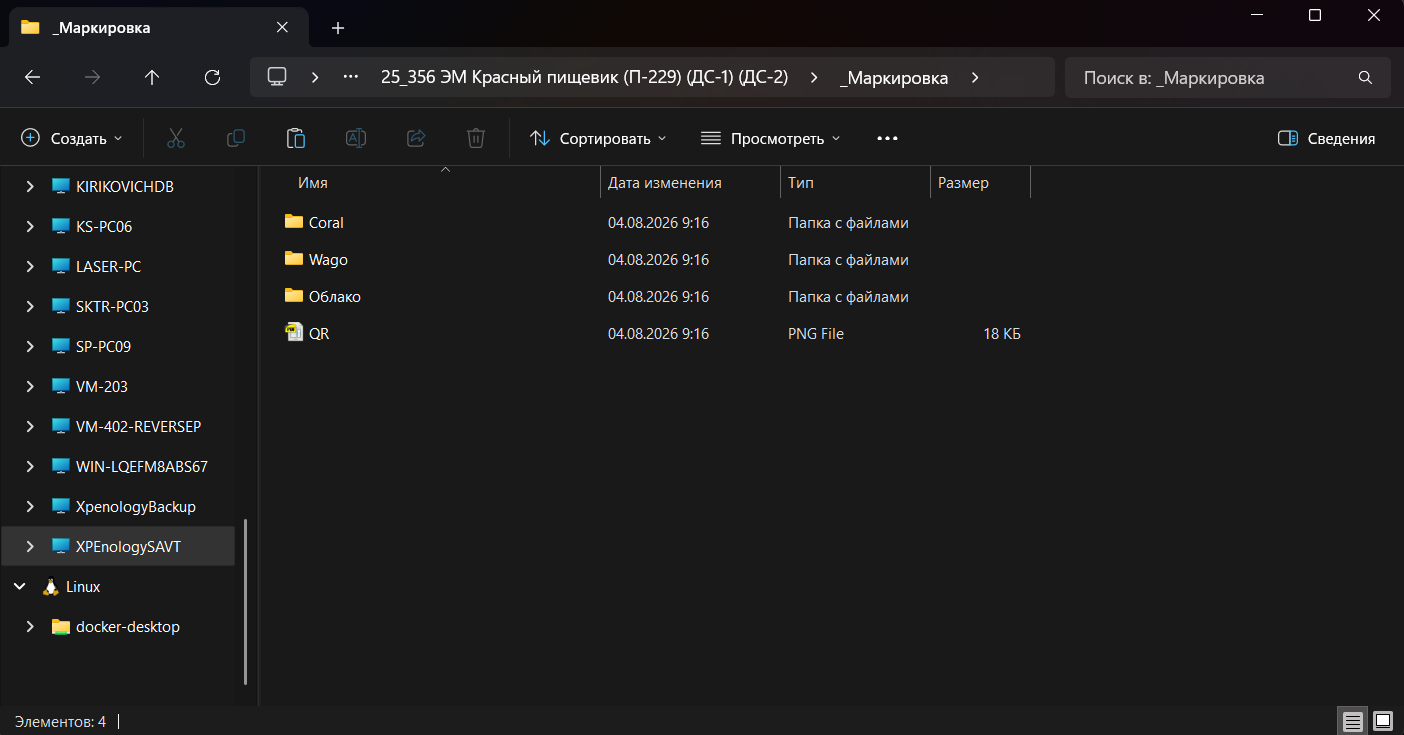 _Маркировка
25_356 ЭМ Красный пищевик (П-229) (ДС-1) (ДС-2) > _Маркировка >
Поиск в: _Маркировка
Создать
Сортировать
Просмотреть
Сведения
Имя Дата изменения Тип Размер
Coral 04.08.2026 9:16 Папка с файлами
Wago 04.08.2026 9:16 Папка с файлами
Облако 04.08.2026 9:16 Папка с файлами
QR 04.08.2026 9:16 PNG File 18 КБ
KIRIKOVICHDB
KS-PC06
LASER-PC
SKTR-PC03
SP-PC09
VM-203
VM-402-REVERSEP
WIN-LQEFM8ABS67
XpenologyBackup
XPEnologySAVT
Linux
docker-desktop
Элементов: 4